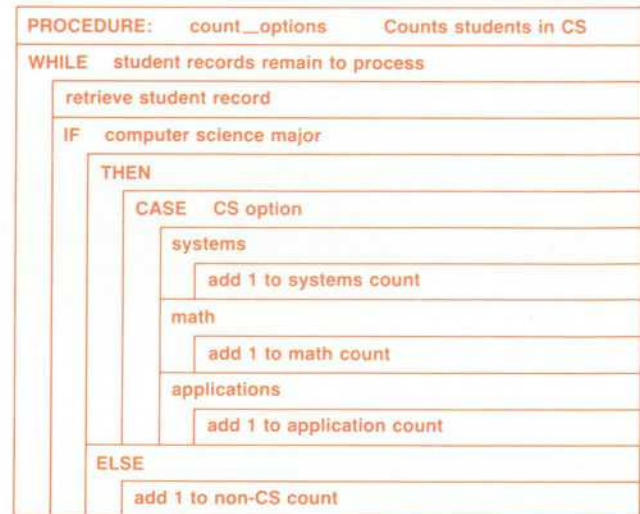 PROCEDURE: count_options Counts students in CS
WHILE student records remain to process
retrieve student record
IF computer science major
THEN
CASE CS option
systems
add 1 to systems count
math
add 1 to math count
applications
add 1 to application count
ELSE
add 1 to non-CS count